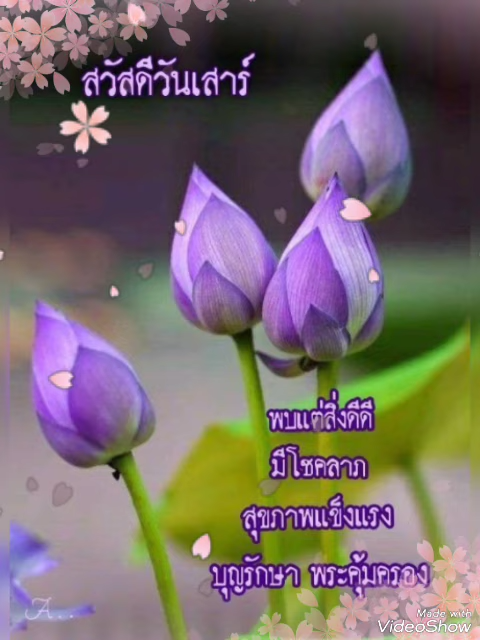 สวัสดีวันเสาร์
พบแต่สิ่งดีดี
มีโชคลาภ
สุขภาพแข็งแรง
บุญรักษา พระคุ้มครอง
A...
Made with
VideoShow